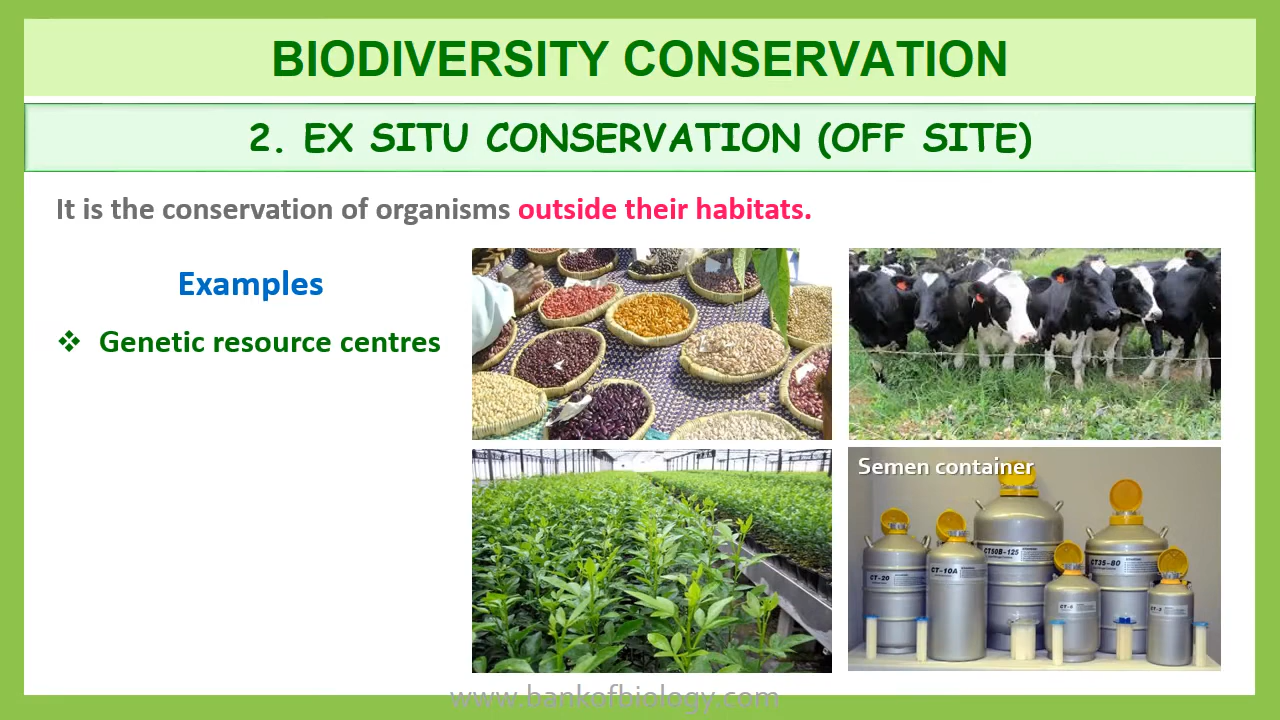 BIODIVERSITY CONSERVATION
2. EX SITU CONSERVATION (OFF SITE)
It is the conservation of organisms outside their habitats.
Examples
❖ Genetic resource centres
Semen container
CT50B-125
CT35-80
CT-20
CT-10A
www.bankofbiology.com